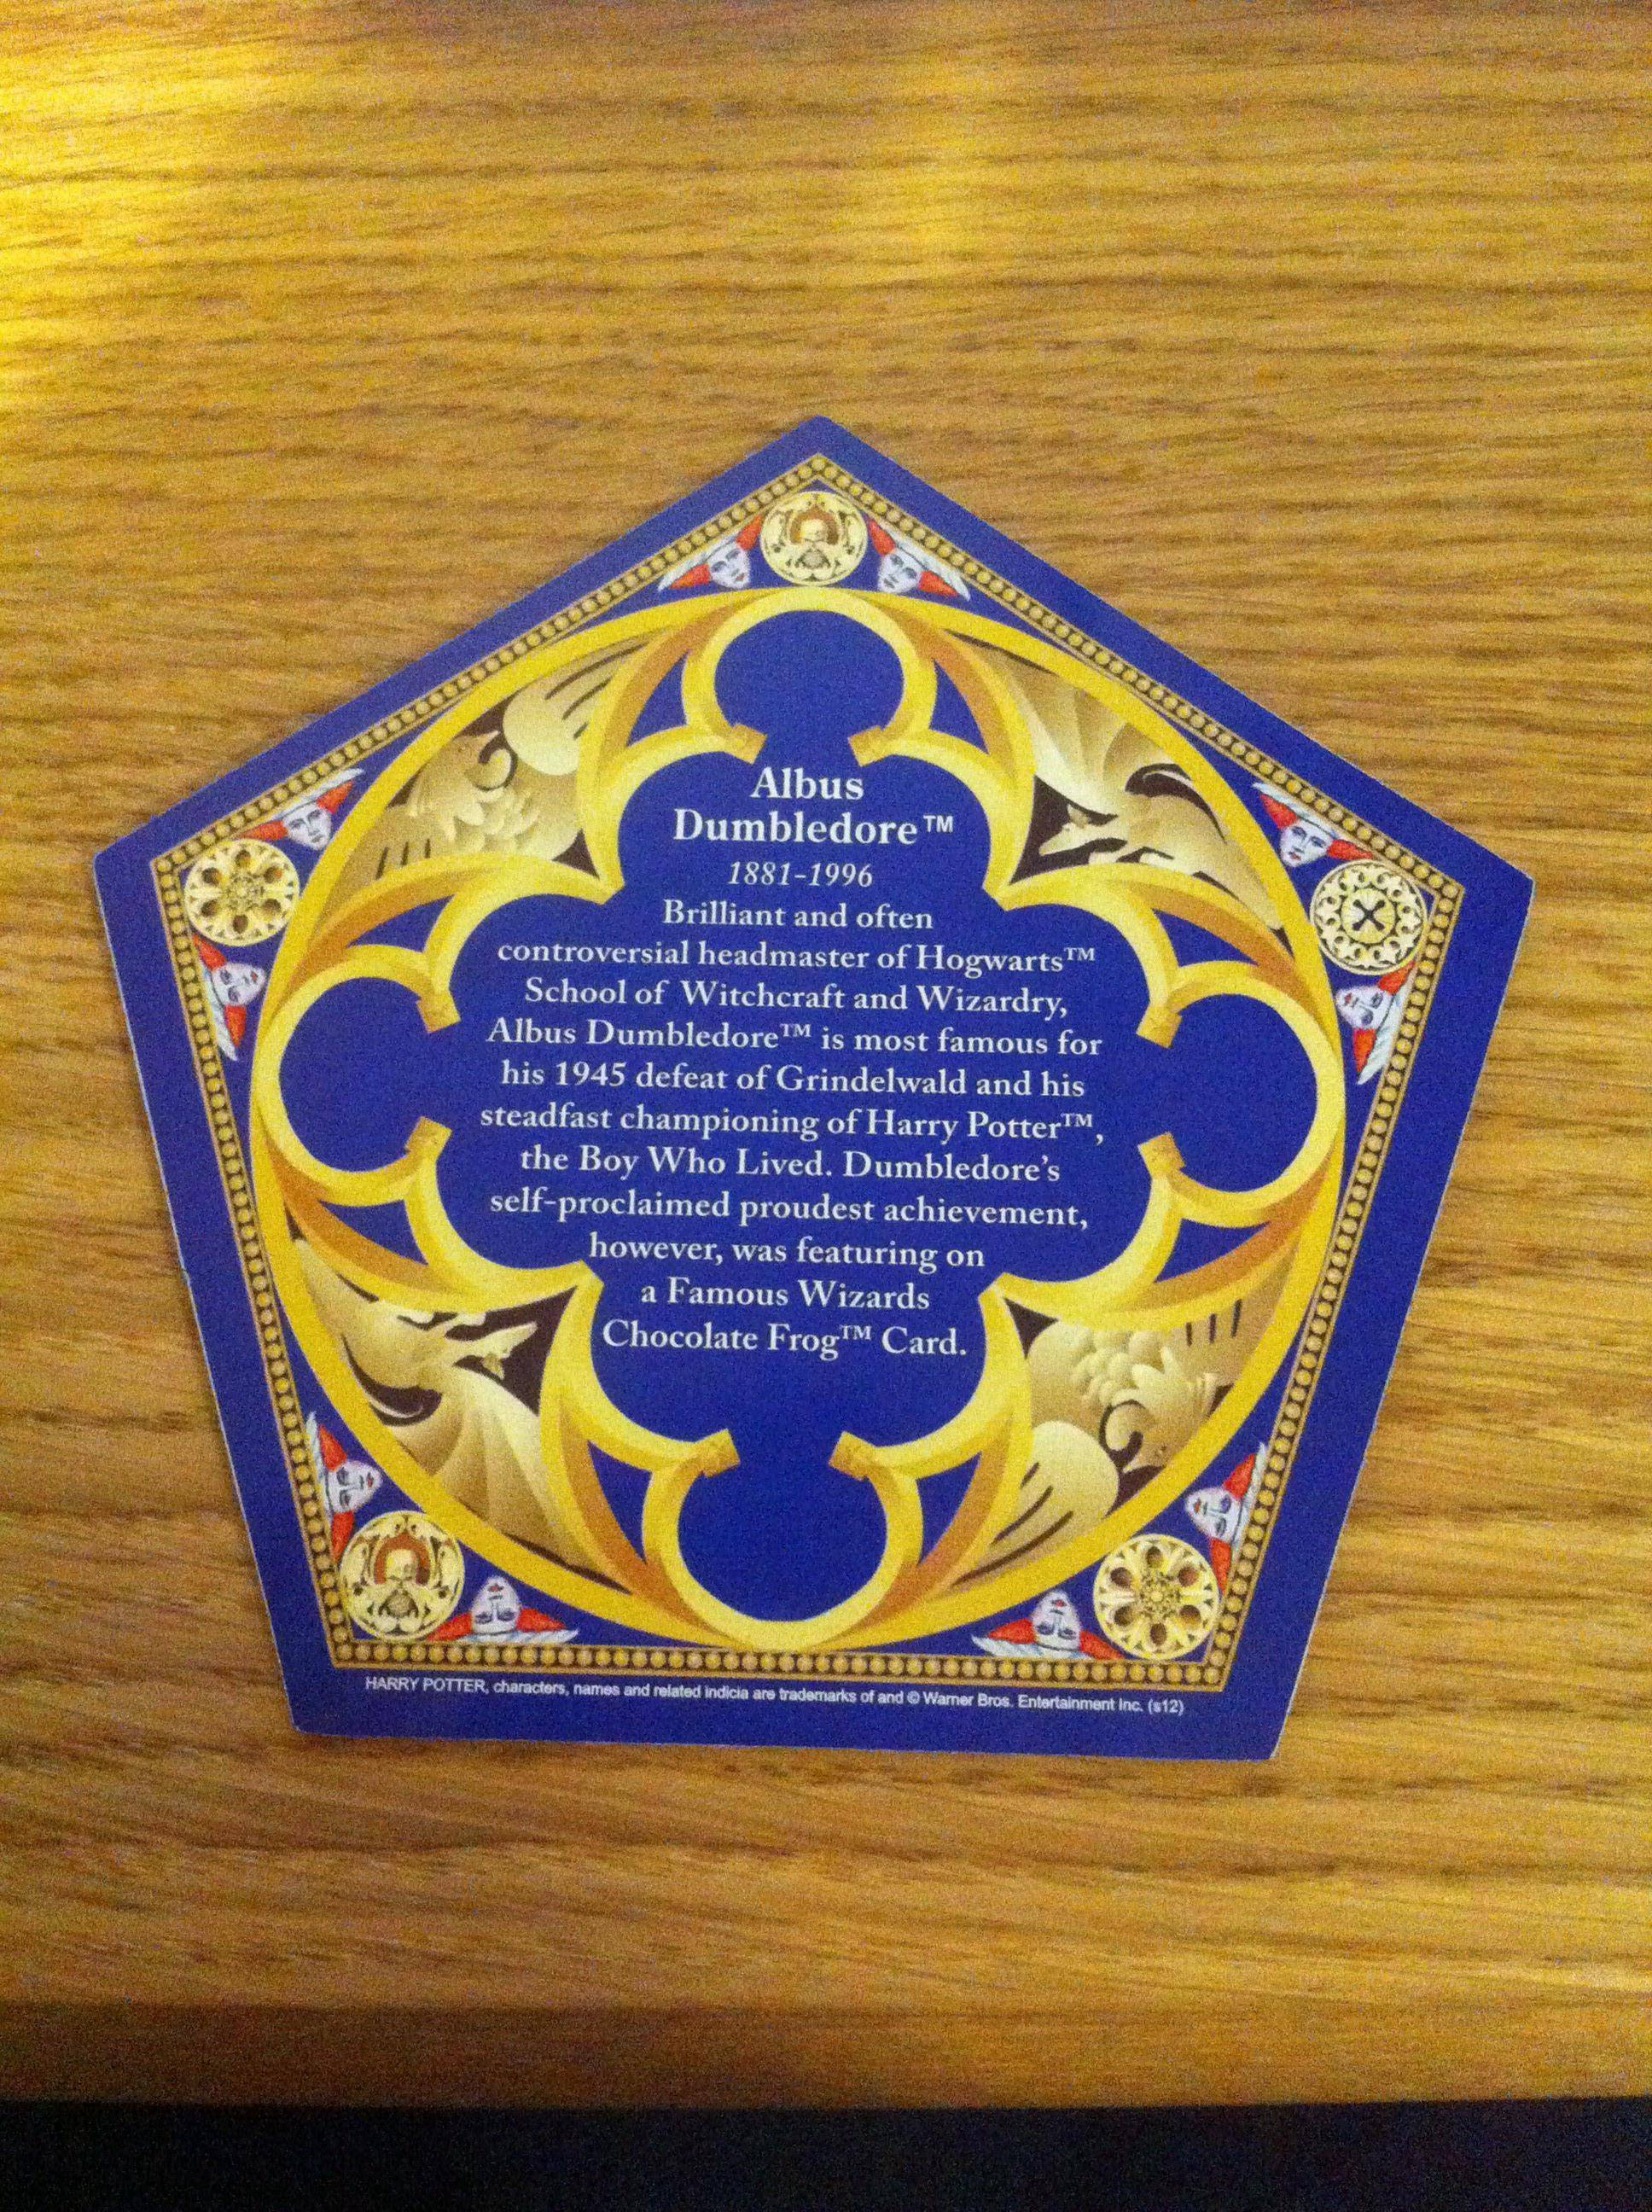 Albus
Dumbledore™
1881-1996
Brilliant and often
controversial headmaster of Hogwarts™
School of Witchcraft and Wizardry,
Albus Dumbledore™ is most famous for
his 1945 defeat of Grindelwald and his
steadfast championing of Harry Potter™,
the Boy Who Lived. Dumbledore's
self-proclaimed proudest achievement,
however, was featuring on
a Famous Wizards
Chocolate Frog™ Card.
HARRY POTTER, characters, names and related indicia are trademarks of and © Warner Bros. Entertainment Inc. (s12)